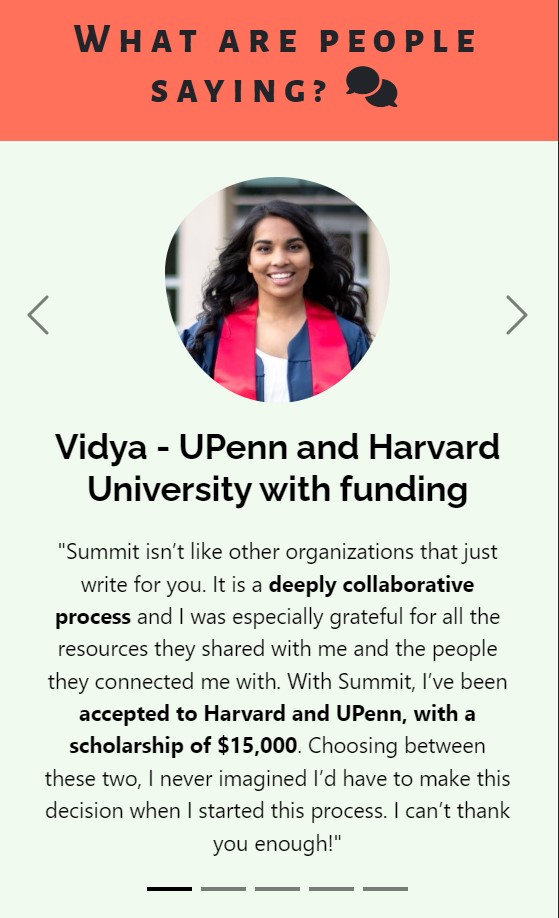 WHAT ARE PEOPLE
SAYING?
Vidya - UPenn and Harvard
University with funding
"Summit isn’t like other organizations that just
write for you. It is a deeply collaborative
process and I was especially grateful for all the
resources they shared with me and the people
they connected me with. With Summit, I’ve been
accepted to Harvard and UPenn, with a
scholarship of $15,000. Choosing between
these two, I never imagined I’d have to make this
decision when I started this process. I can’t thank
you enough!"